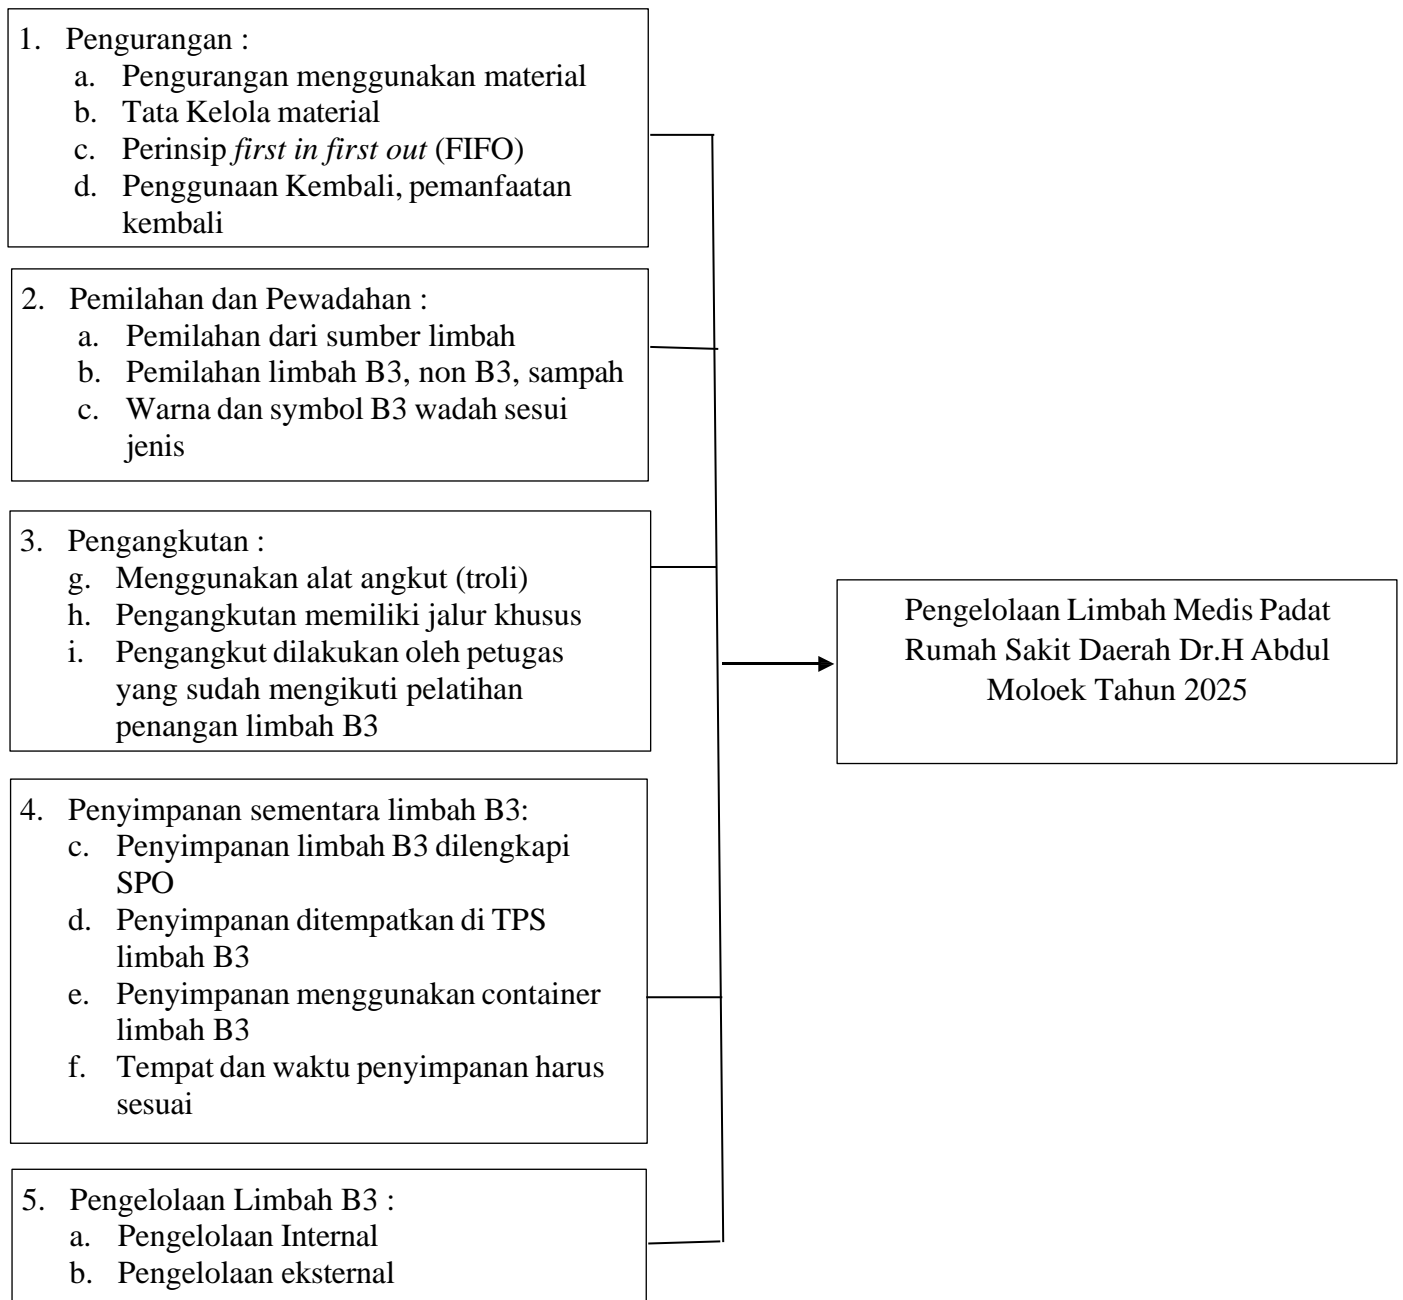 1. Pengurangan :
a. Pengurangan menggunakan material
b. Tata Kelola material
c. Perinsip first in first out (FIFO)
d. Penggunaan Kembali, pemanfaatan
kembali
2. Pemilahan dan Pewadahan :
a. Pemilahan dari sumber limbah
b. Pemilahan limbah B3, non B3, sampah
c. Warna dan symbol B3 wadah sesui
jenis
3. Pengangkutan :
g. Menggunakan alat angkut (troli)
h. Pengangkutan memiliki jalur khusus
i. Pengangkut dilakukan oleh petugas
yang sudah mengikuti pelatihan
penangan limbah B3
4. Penyimpanan sementara limbah B3:
c. Penyimpanan limbah B3 dilengkapi
SPO
d. Penyimpanan ditempatkan di TPS
limbah B3
e. Penyimpanan menggunakan container
limbah B3
f. Tempat dan waktu penyimpanan harus
sesuai
5. Pengelolaan Limbah B3 :
a. Pengelolaan Internal
b. Pengelolaan eksternal
Pengelolaan Limbah Medis Padat
Rumah Sakit Daerah Dr.H Abdul
Moloek Tahun 2025